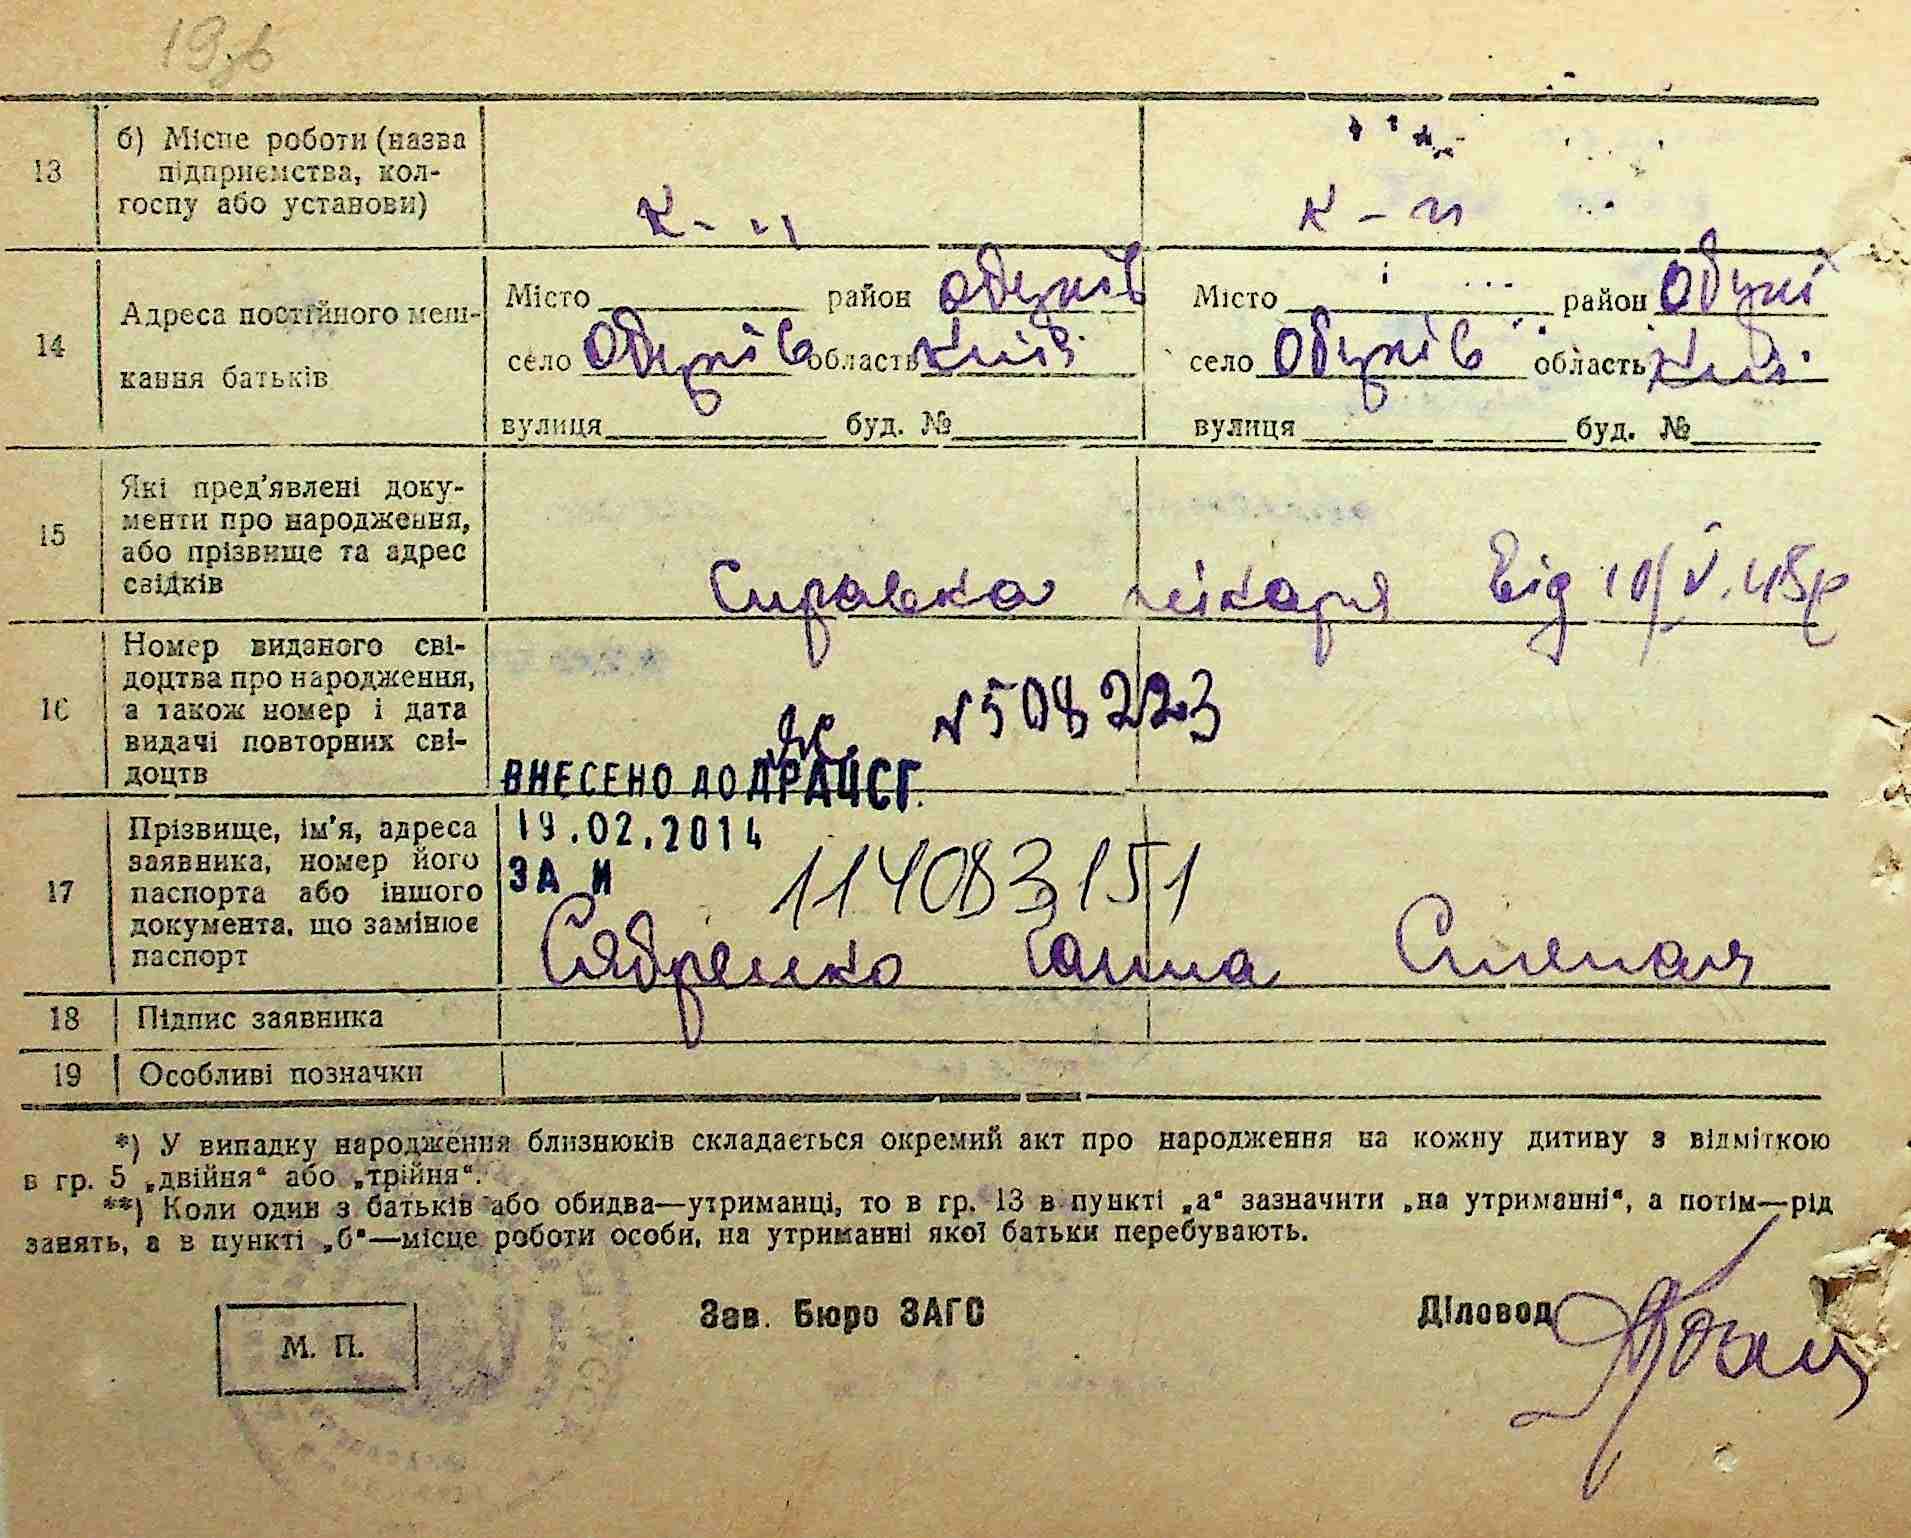 19зв
13 б) Місце роботи (назва
підприємства, кол-
госпу або установи)
к-п к-п
14 Адреса постійного меш-
кання батьків
Місто район Обухів Місто район Обухі
село Обухів область Київ село Обухів область Київ
вулиця буд. № вулиця буд. №
15 Які пред'явлені доку-
менти про народження,
або прізвище та адрес
свідків
Справка лікаря від 10/V.45р
16 Номер виданого сві-
доцтва про народження,
а також номер і дата
видачі повторних сві-
доцтв
№508223
ВНЕСЕНО ДО ДРАЦСГ.
19.02.2014
ЗА И 114083151
17 Прізвище, ім'я, адреса
заявника, номер його
паспорта або іншого
документа, що замінює
паспорт
Сябренко Ганна
18 Підпис заявника
19 Особливі позначки
*) У випадку народження близнюків складається окремий акт про народження на кожну дитину з відміткою
в гр. 5 „двійня“ або „трійня“.
**) Коли один з батьків або обидва—утриманці, то в гр. 13 в пункті „а“ зазначити „на утриманні“, а потім—рід
занять, а в пункті „б“—місце роботи особи, на утриманні якої батьки перебувають.
М. П. Зав. Бюро ЗАГС Діловод